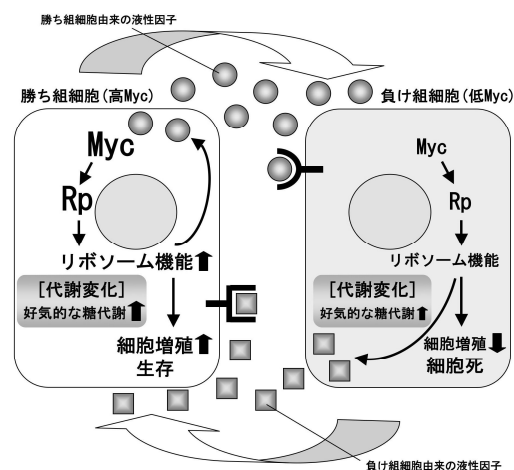 勝ち組細胞由来の液性因子
勝ち組細胞(高Myc)
負け組細胞(低Myc)
Myc
Rp
リボソーム機能
[代謝変化]
好気的な糖代謝
細胞増殖
生存
Myc
Rp
リボソーム機能
[代謝変化]
好気的な糖代謝
細胞増殖
細胞死
負け組細胞由来の液性因子